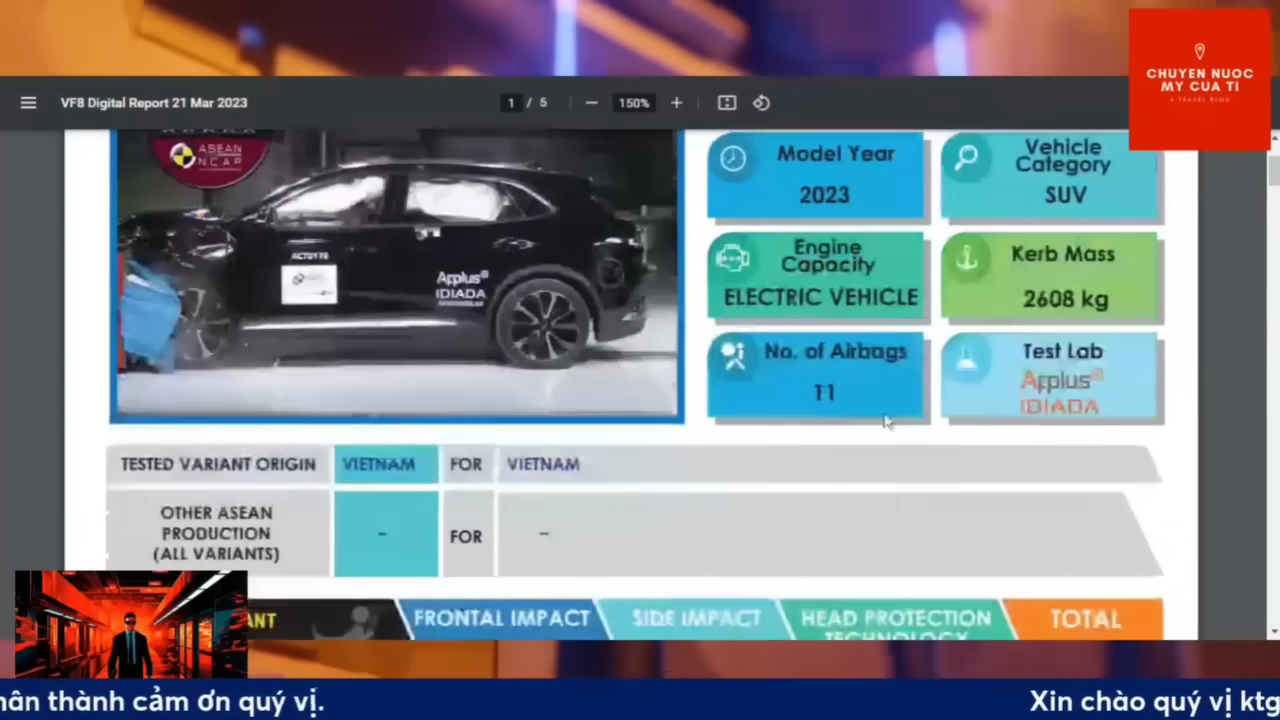 CHUYEN NUOC
MY CUA TI
A TRAVEL BLOG
VF8 Digital Report 21 Mar 2023
1 / 5
150%
ASEAN
NCAP
Applus
IDIADA
Model Year
2023
Vehicle
Category
SUV
Engine
Capacity
ELECTRIC VEHICLE
Kerb Mass
2608 kg
No. of Airbags
11
Test Lab
Applus
IDIADA
TESTED VARIANT ORIGIN VIETNAM FOR VIETNAM
OTHER ASEAN
PRODUCTION
(ALL VARIANTS)
- FOR -
ANT FRONTAL IMPACT SIDE IMPACT HEAD PROTECTION
TECHNOLOGY
TOTAL
hân thành cảm ơn quý vị.
Xin chào quý vị ktg